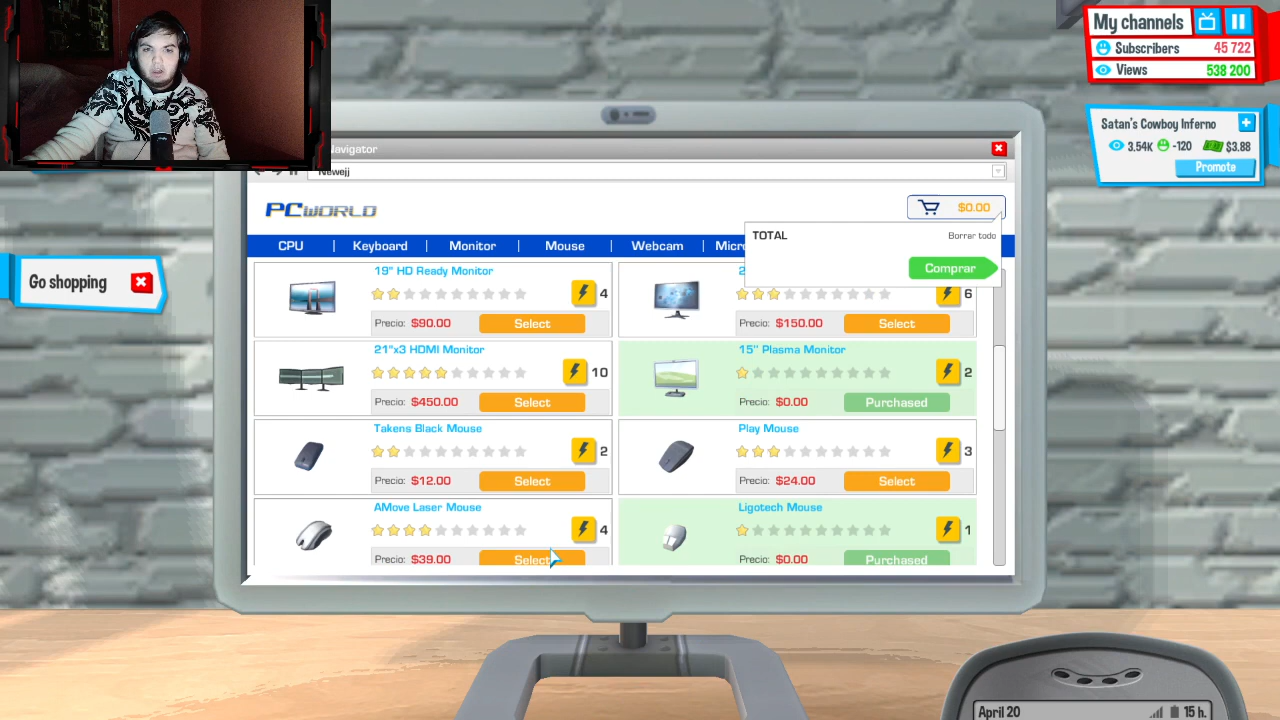 My channels
Subscribers 45 722
Views 538 200
Satan's Cowboy Inferno
3.54K -120 $3.88
Promote
Go shopping
Navigator
Newejj
PCWORLD
$0.00
TOTAL Borrar todo
Comprar
CPU Keyboard Monitor Mouse Webcam
19" HD Ready Monitor
4
Precio: $90.00 Select
6
Precio: $150.00 Select
21"x3 HDMI Monitor
10
Precio: $450.00 Select
15" Plasma Monitor
2
Precio: $0.00 Purchased
Takens Black Mouse
2
Precio: $12.00 Select
Play Mouse
3
Precio: $24.00 Select
AMove Laser Mouse
4
Precio: $39.00 Select
Ligotech Mouse
1
Precio: $0.00 Purchased
April 20 15 h.